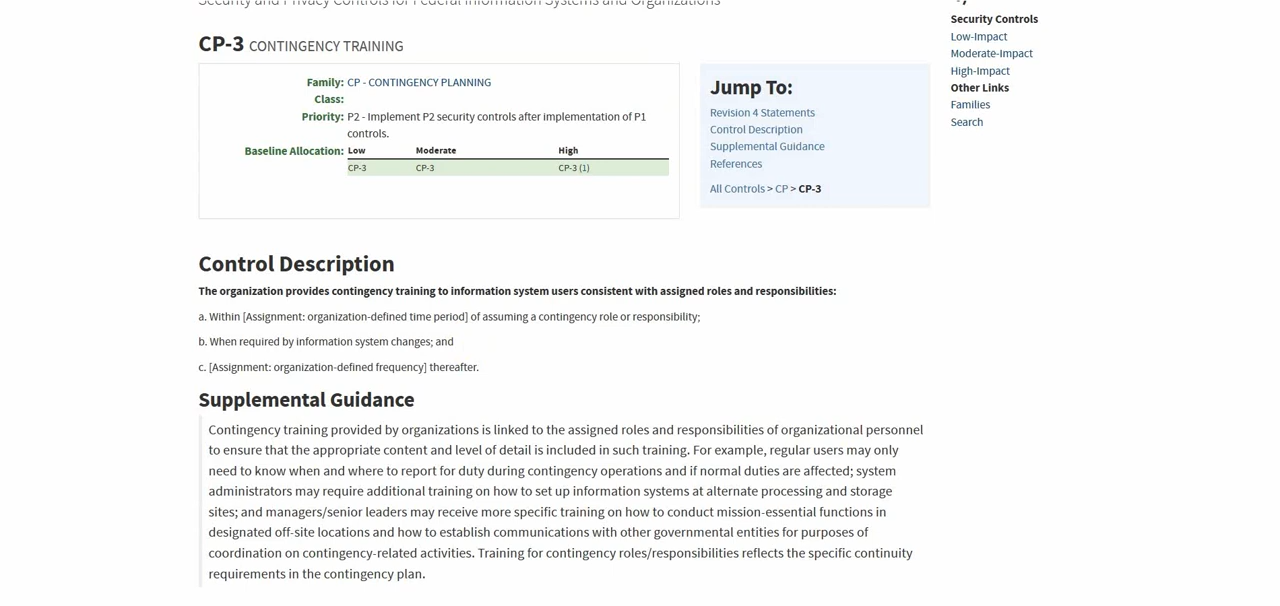 Security and Privacy Controls for Federal Information Systems and Organizations
CP-3 CONTINGENCY TRAINING
Family: CP - CONTINGENCY PLANNING
Class:
Priority: P2 - Implement P2 security controls after implementation of P1
controls.
Baseline Allocation: Low Moderate High
CP-3 CP-3 CP-3 (1)
Jump To:
Revision 4 Statements
Control Description
Supplemental Guidance
References
All Controls > CP > CP-3
Security Controls
Low-Impact
Moderate-Impact
High-Impact
Other Links
Families
Search
Control Description
The organization provides contingency training to information system users consistent with assigned roles and responsibilities:
a. Within [Assignment: organization-defined time period] of assuming a contingency role or responsibility;
b. When required by information system changes; and
c. [Assignment: organization-defined frequency] thereafter.
Supplemental Guidance
Contingency training provided by organizations is linked to the assigned roles and responsibilities of organizational personnel
to ensure that the appropriate content and level of detail is included in such training. For example, regular users may only
need to know when and where to report for duty during contingency operations and if normal duties are affected; system
administrators may require additional training on how to set up information systems at alternate processing and storage
sites; and managers/senior leaders may receive more specific training on how to conduct mission-essential functions in
designated off-site locations and how to establish communications with other governmental entities for purposes of
coordination on contingency-related activities. Training for contingency roles/responsibilities reflects the specific continuity
requirements in the contingency plan.